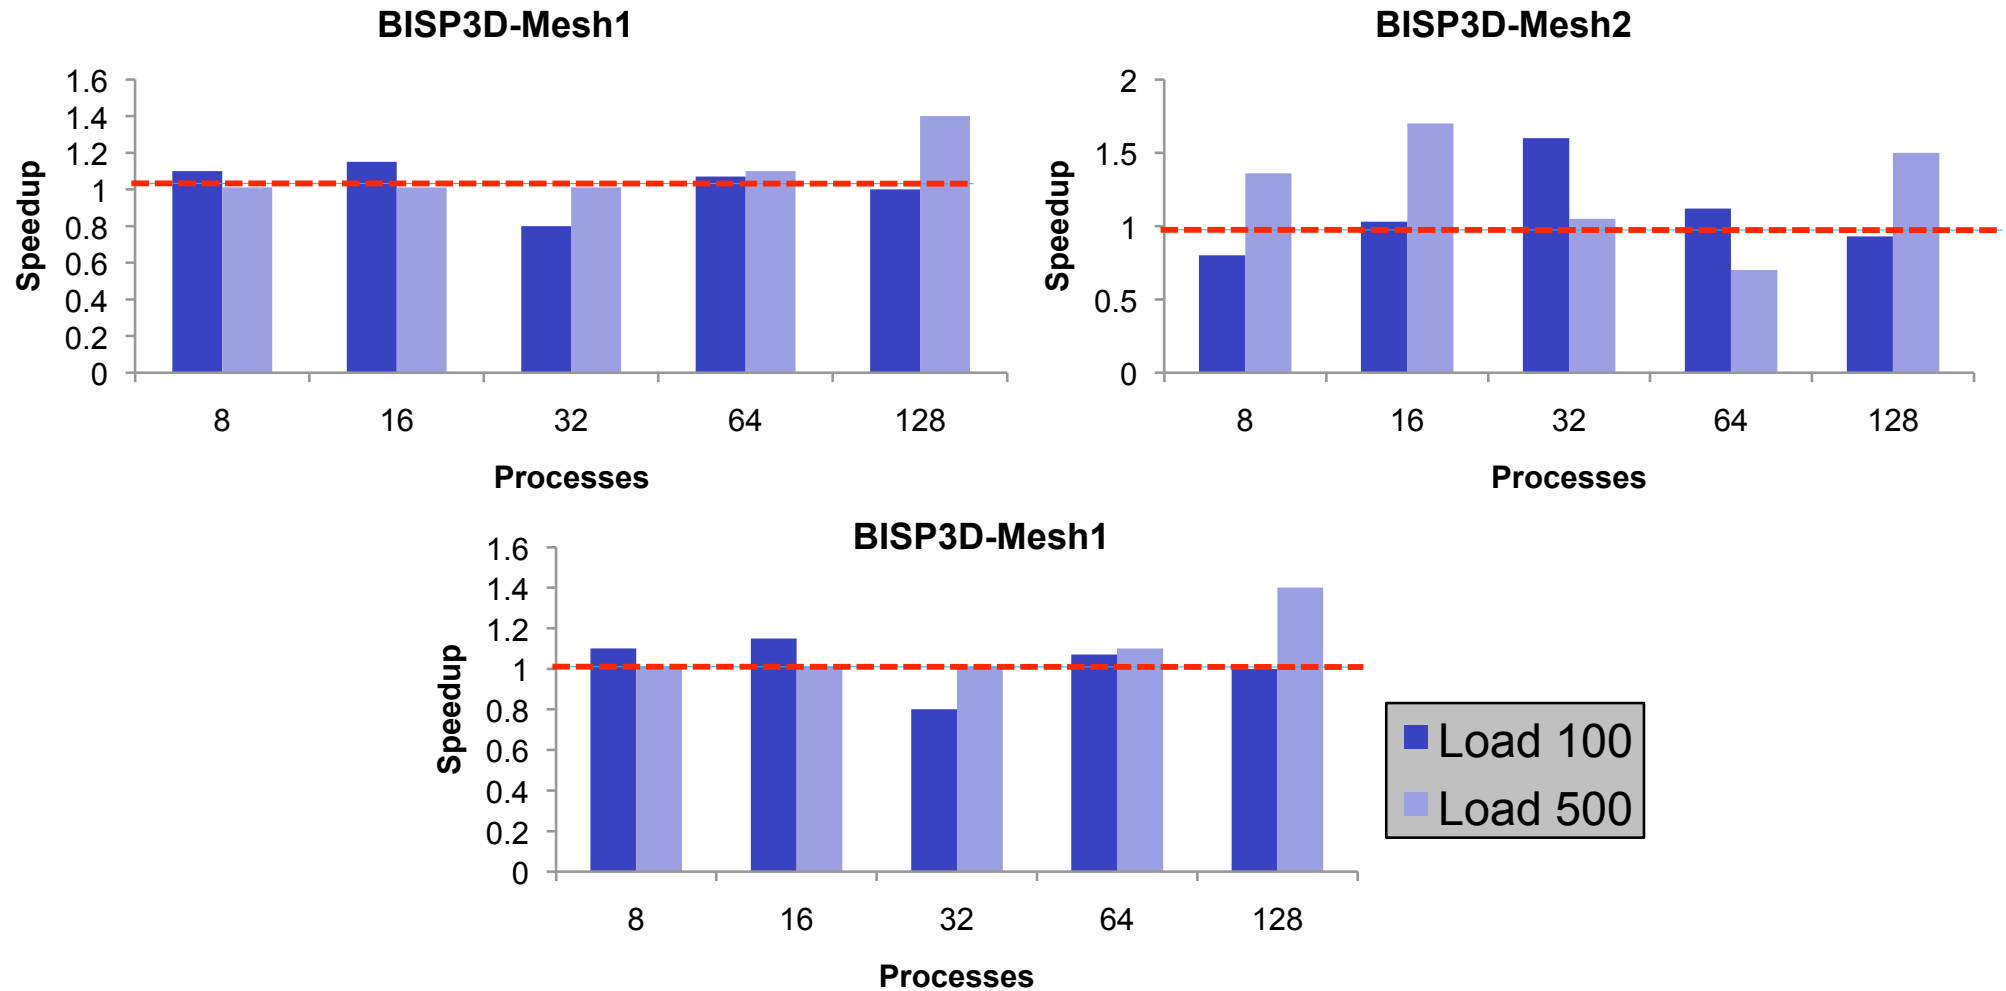 BISP3D-Mesh1
1.6
1.4
1.2
1
0.8
0.6
0.4
0.2
0
Speedup
8 16 32 64 128
Processes
BISP3D-Mesh2
2
1.5
1
0.5
0
Speedup
8 16 32 64 128
Processes
BISP3D-Mesh1
1.6
1.4
1.2
1
0.8
0.6
0.4
0.2
0
Speedup
8 16 32 64 128
Processes
Load 100
Load 500